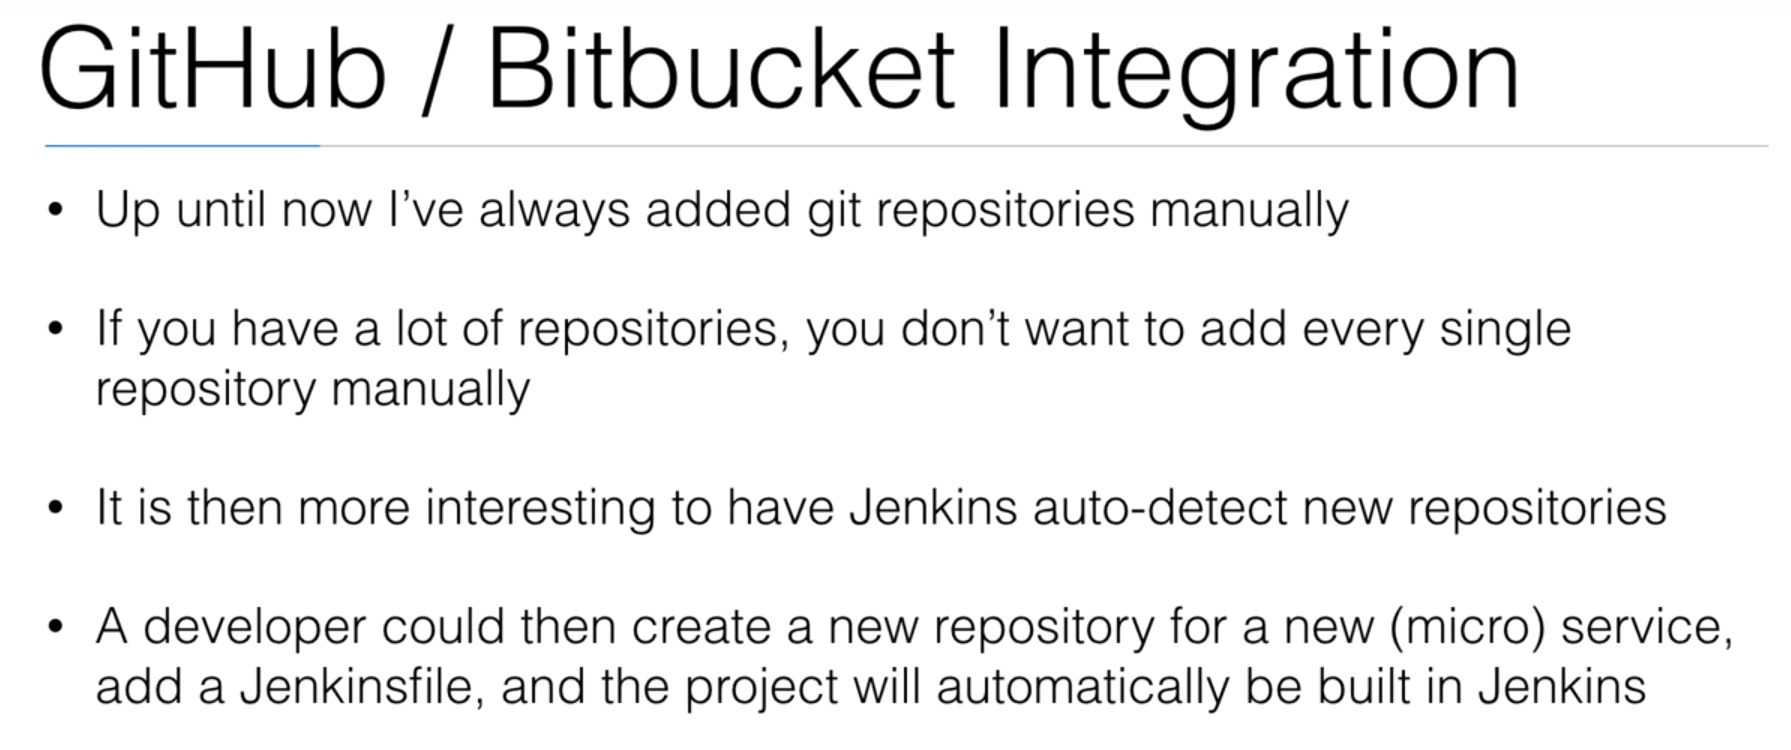 GitHub / Bitbucket Integration
• Up until now I've always added git repositories manually
• If you have a lot of repositories, you don't want to add every single
repository manually
• It is then more interesting to have Jenkins auto-detect new repositories
• A developer could then create a new repository for a new (micro) service,
add a Jenkinsfile, and the project will automatically be built in Jenkins